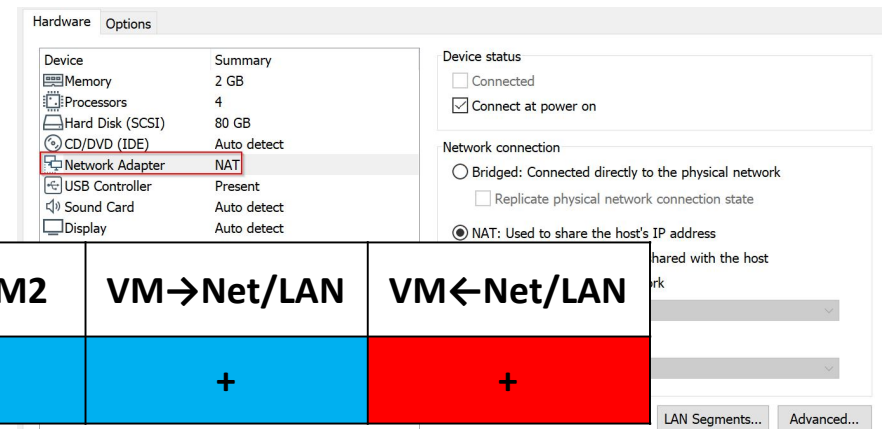 Hardware Options
Device Summary
Memory 2 GB
Processors 4
Hard Disk (SCSI) 80 GB
CD/DVD (IDE) Auto detect
Network Adapter NAT
USB Controller Present
Sound Card Auto detect
Display Auto detect
Device status
Connected
Connect at power on
Network connection
Bridged: Connected directly to the physical network
Replicate physical network connection state
NAT: Used to share the host's IP address
hared with the host
rk
M2 VM→Net/LAN VM←Net/LAN
+ +
LAN Segments... Advanced...